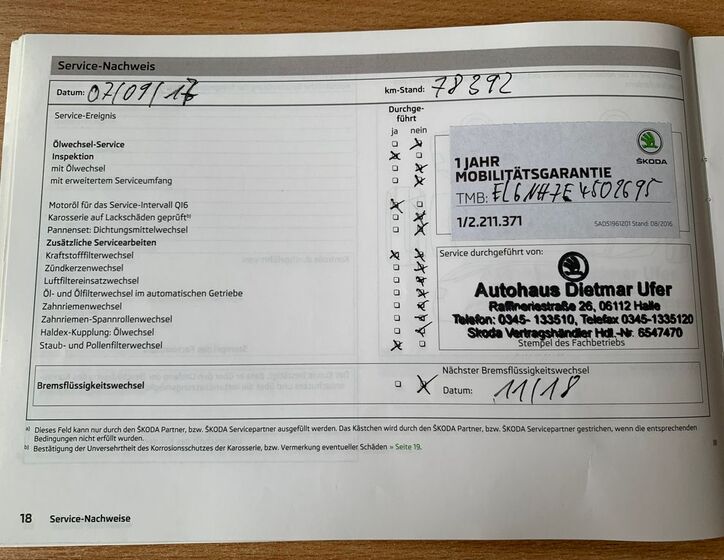 Service-Nachweis
Datum: 07/09/17 km-Stand: 78392
Service-Ereignis
Durchge-
führt
ja nein
Ölwechsel-Service
Inspektion
mit Ölwechsel
mit erweitertem Serviceumfang
Motoröl für das Service-Intervall QI6
Karosserie auf Lackschäden geprüft b)
Pannenset: Dichtungsmittelwechsel
Zusätzliche Servicearbeiten
Kraftstofffilterwechsel
Zündkerzenwechsel
Luftfiltereinsatzwechsel
Öl- und Ölfilterwechsel im automatischen Getriebe
Zahnriemenwechsel
Zahnriemen-Spannrollenwechsel
Haldex-Kupplung: Ölwechsel
Staub- und Pollenfilterwechsel
ŠKODA
1 JAHR
MOBILITÄTSGARANTIE
TMB: EL6NH7E4502695
1/2.211.371
SAD51961201 Stand: 08/2016
Service durchgeführt von:
Autohaus Dietmar Ufer
Raffineriestraße 26, 06112 Halle
Telefon: 0345- 133510, Telefax 0345-1335120
Skoda Vertragshändler Hdl.-Nr. 6547470
Stempel des Fachbetriebs
Bremsflüssigkeitswechsel
Nächster Bremsflüssigkeitswechsel
Datum: 11/18
a) Dieses Feld kann nur durch den ŠKODA Partner, bzw. ŠKODA Servicepartner ausgefüllt werden. Das Kästchen wird durch den ŠKODA Partner, bzw. ŠKODA Servicepartner gestrichen, wenn die entsprechenden
Bedingungen nicht erfüllt wurden.
b) Bestätigung der Unversehrtheit des Korrosionsschutzes der Karosserie, bzw. Vermerkung eventueller Schäden » Seite 19.
18 Service-Nachweise